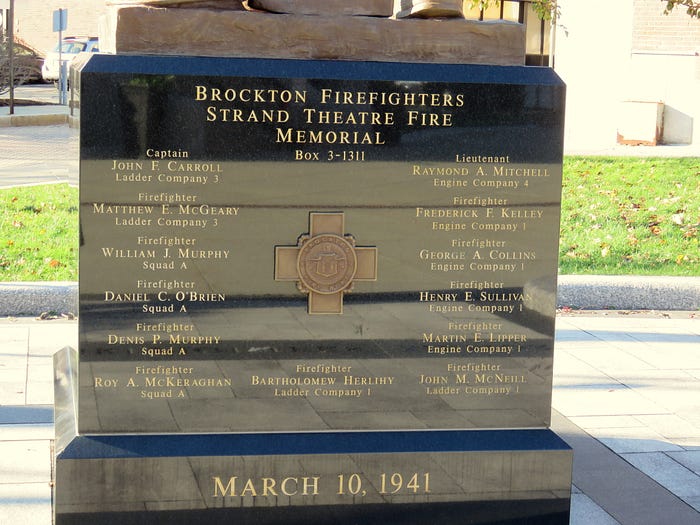 BROCKTON FIREFIGHTERS
STRAND THEATRE FIRE
MEMORIAL
Box 3-1311
Captain
JOHN F. CARROLL
Ladder Company 3
Firefighter
MATTHEW E. MCGEARY
Ladder Company 3
Firefighter
WILLIAM J. MURPHY
Squad A
Firefighter
DANIEL C. O'BRIEN
Squad A
Firefighter
DENIS P. MURPHY
Squad A
Firefighter
ROY A. MCKERAGHAN
Squad A
Firefighter
BARTHOLOMEW HERLIHY
Ladder Company 1
Lieutenant
RAYMOND A. MITCHELL
Engine Company 4
Firefighter
FREDERICK F. KELLEY
Engine Company 1
Firefighter
GEORGE A. COLLINS
Engine Company 1
Firefighter
HENRY E. SULLIVAN
Engine Company 1
Firefighter
MARTIN E. LIPPER
Engine Company 1
Firefighter
JOHN M. MCNEILL
Ladder Company 1
MARCH 10, 1941